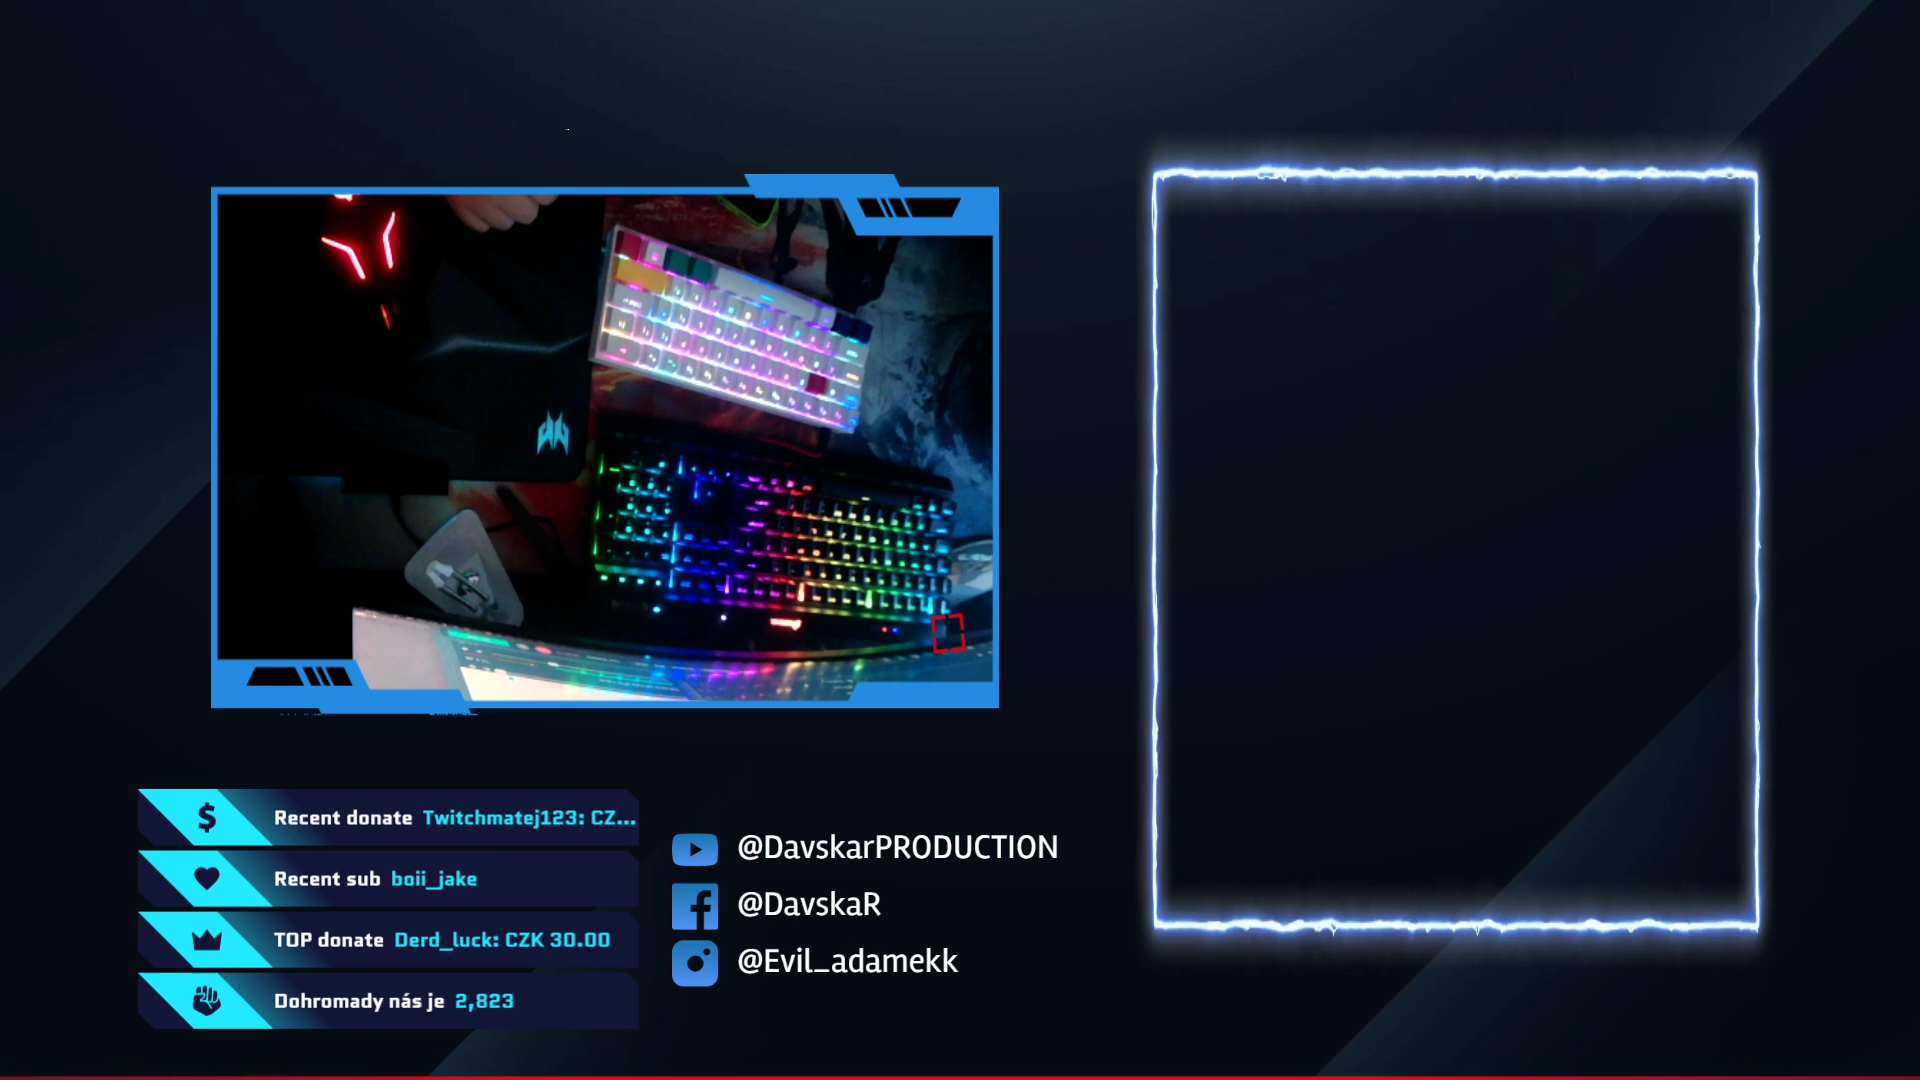 Recent donate Twitchmatej123: CZ...
Recent sub boii_jake
TOP donate Derd_luck: CZK 30.00
Dohromady nás je 2,823
@DavskarPRODUCTION
@DavskaR
@Evil_adamekk